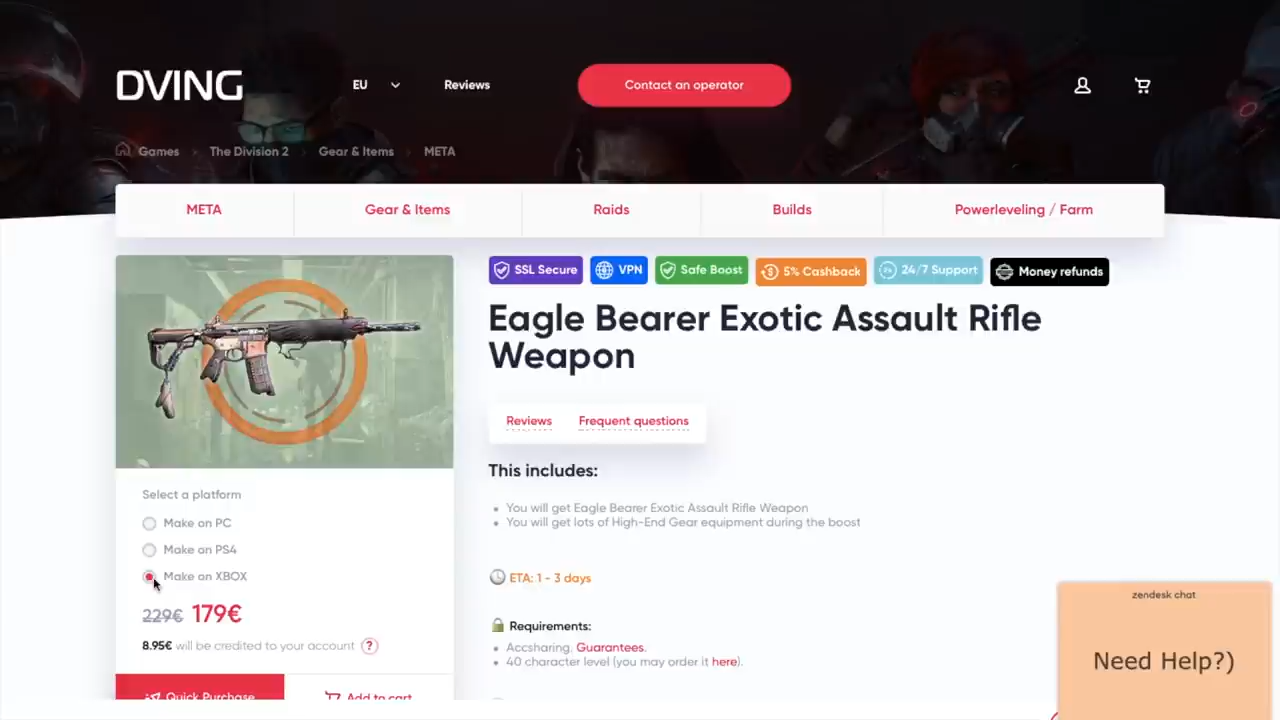 DVING
EU
Reviews
Contact an operator
Games
The Division 2
Gear & Items
META
META
Gear & Items
Raids
Builds
Powerleveling / Farm
SSL Secure
VPN
Safe Boost
5% Cashback
24/7 Support
Money refunds
Eagle Bearer Exotic Assault Rifle
Weapon
Reviews
Frequent questions
This includes:
You will get Eagle Bearer Exotic Assault Rifle Weapon
You will get lots of High-End Gear equipment during the boost
ETA: 1 - 3 days
Requirements:
Accsharing. Guarantees.
40 character level (you may order it here).
Select a platform
Make on PC
Make on PS4
Make on XBOX
229€ 179€
8.95€ will be credited to your account ?
Quick Purchase
Add to cart
zendesk chat
Need Help?)